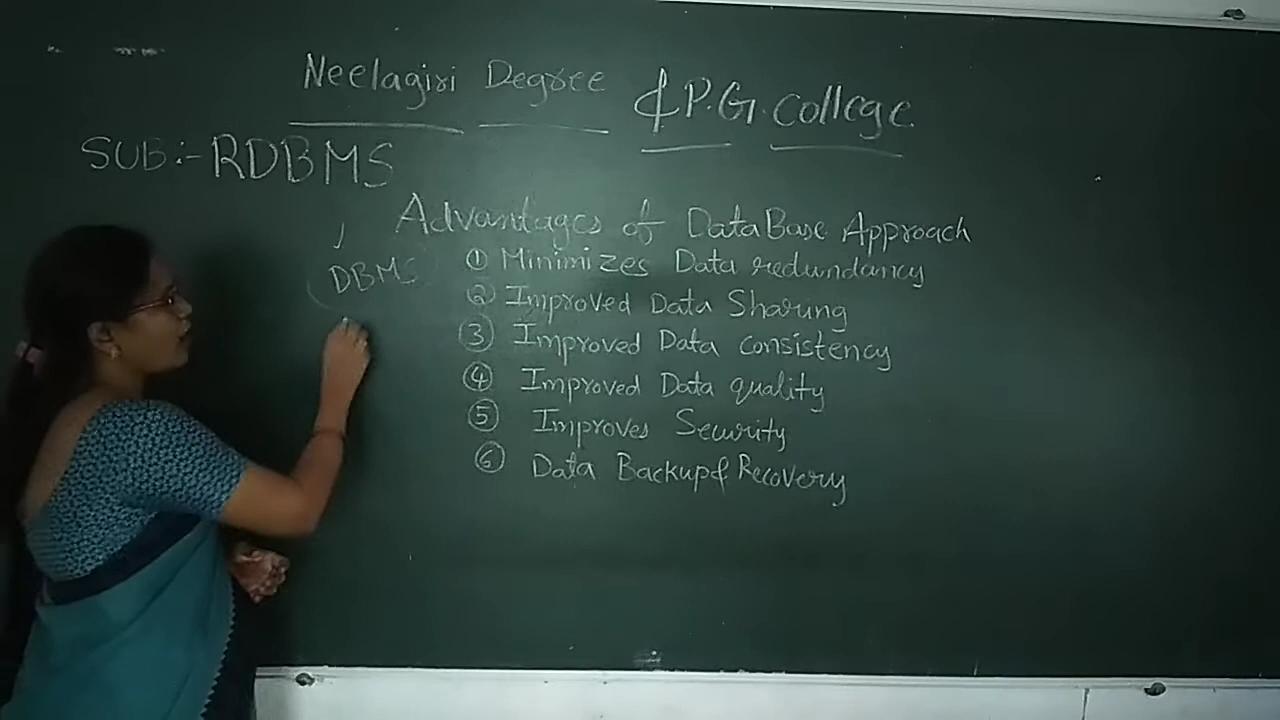 Neelagiri Degree & P.G. college
SUB:- RDBMS
Advantages of DataBase Approach
DBMS
① Minimizes Data redundancy
② Improved Data Sharing
③ Improved Data consistency
④ Improved Data quality
⑤ Improves Security
⑥ Data Backup & Recovery